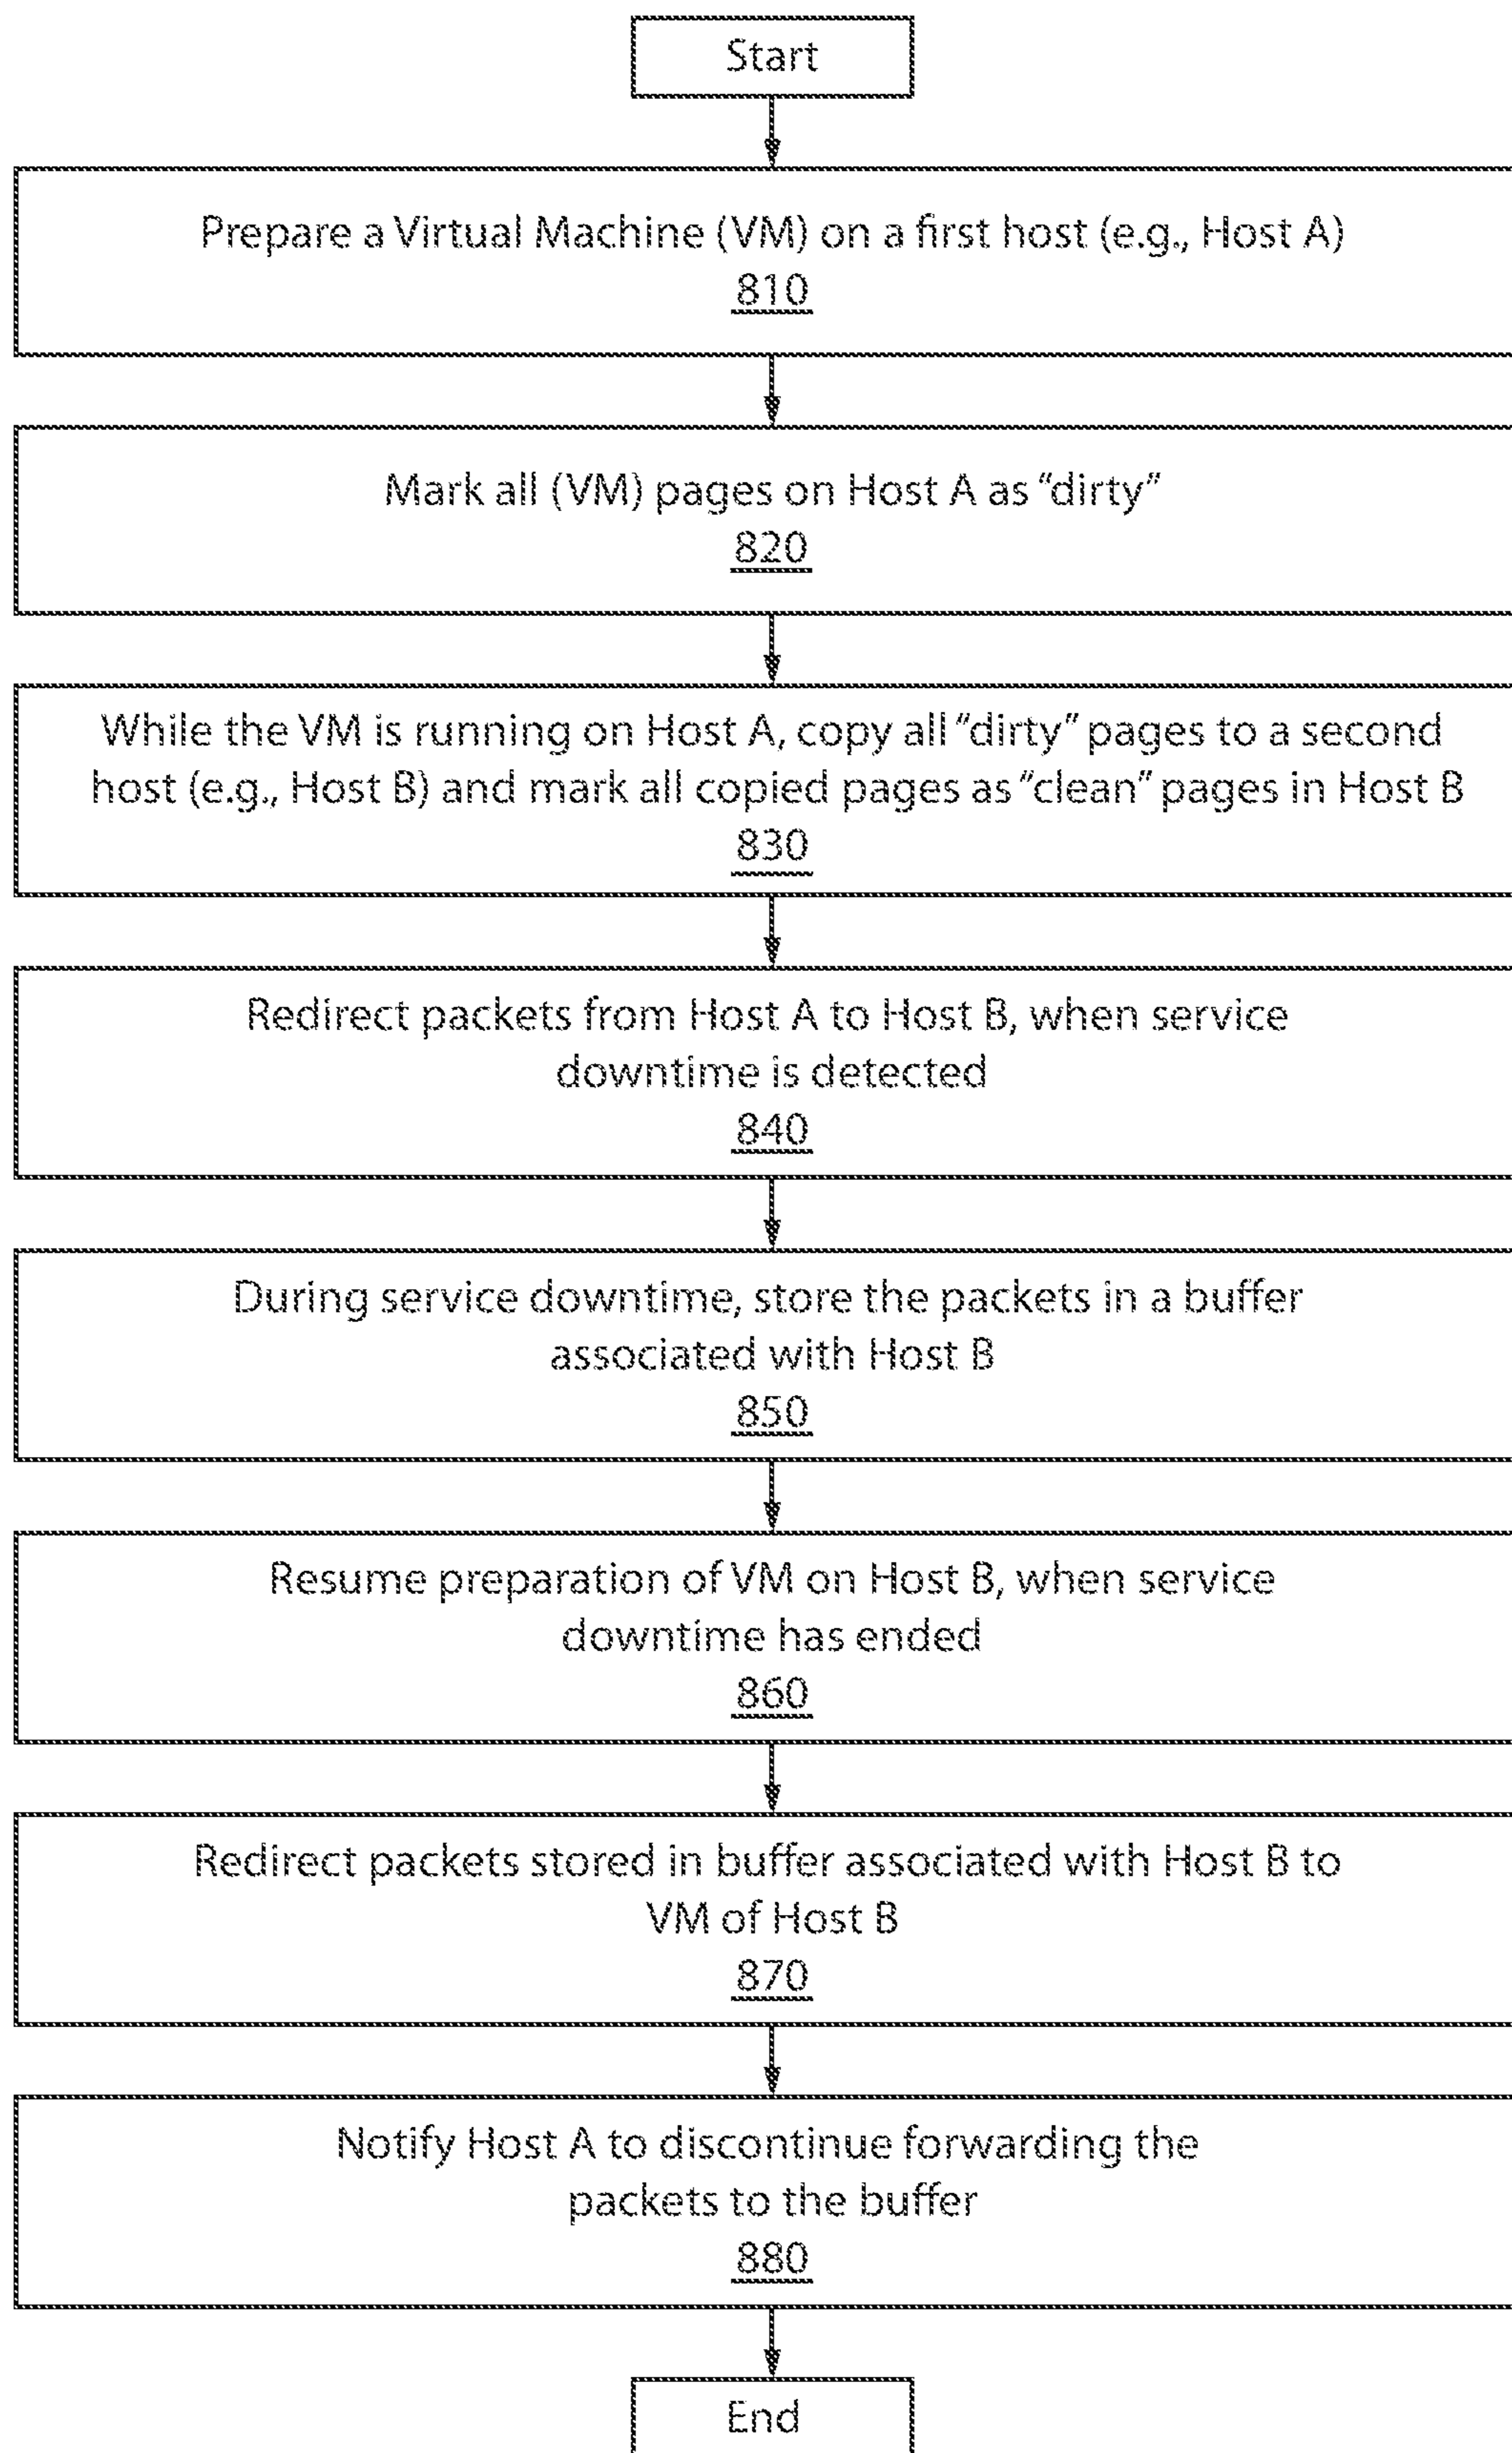 Start
Prepare a Virtual Machine (VM) on a first host (e.g., Host A)
810
Mark all (VM) pages on Host A as “dirty”
820
While the VM is running on Host A, copy all “dirty” pages to a second
host (e.g., Host B) and mark all copied pages as “clean” pages in Host B
830
Redirect packets from Host A to Host B, when service
downtime is detected
840
During service downtime, store the packets in a buffer
associated with Host B
850
Resume preparation of VM on Host B, when service
downtime has ended
860
Redirect packets stored in buffer associated with Host B to
VM of Host B
870
Notify Host A to discontinue forwarding the
packets to the buffer
880
End